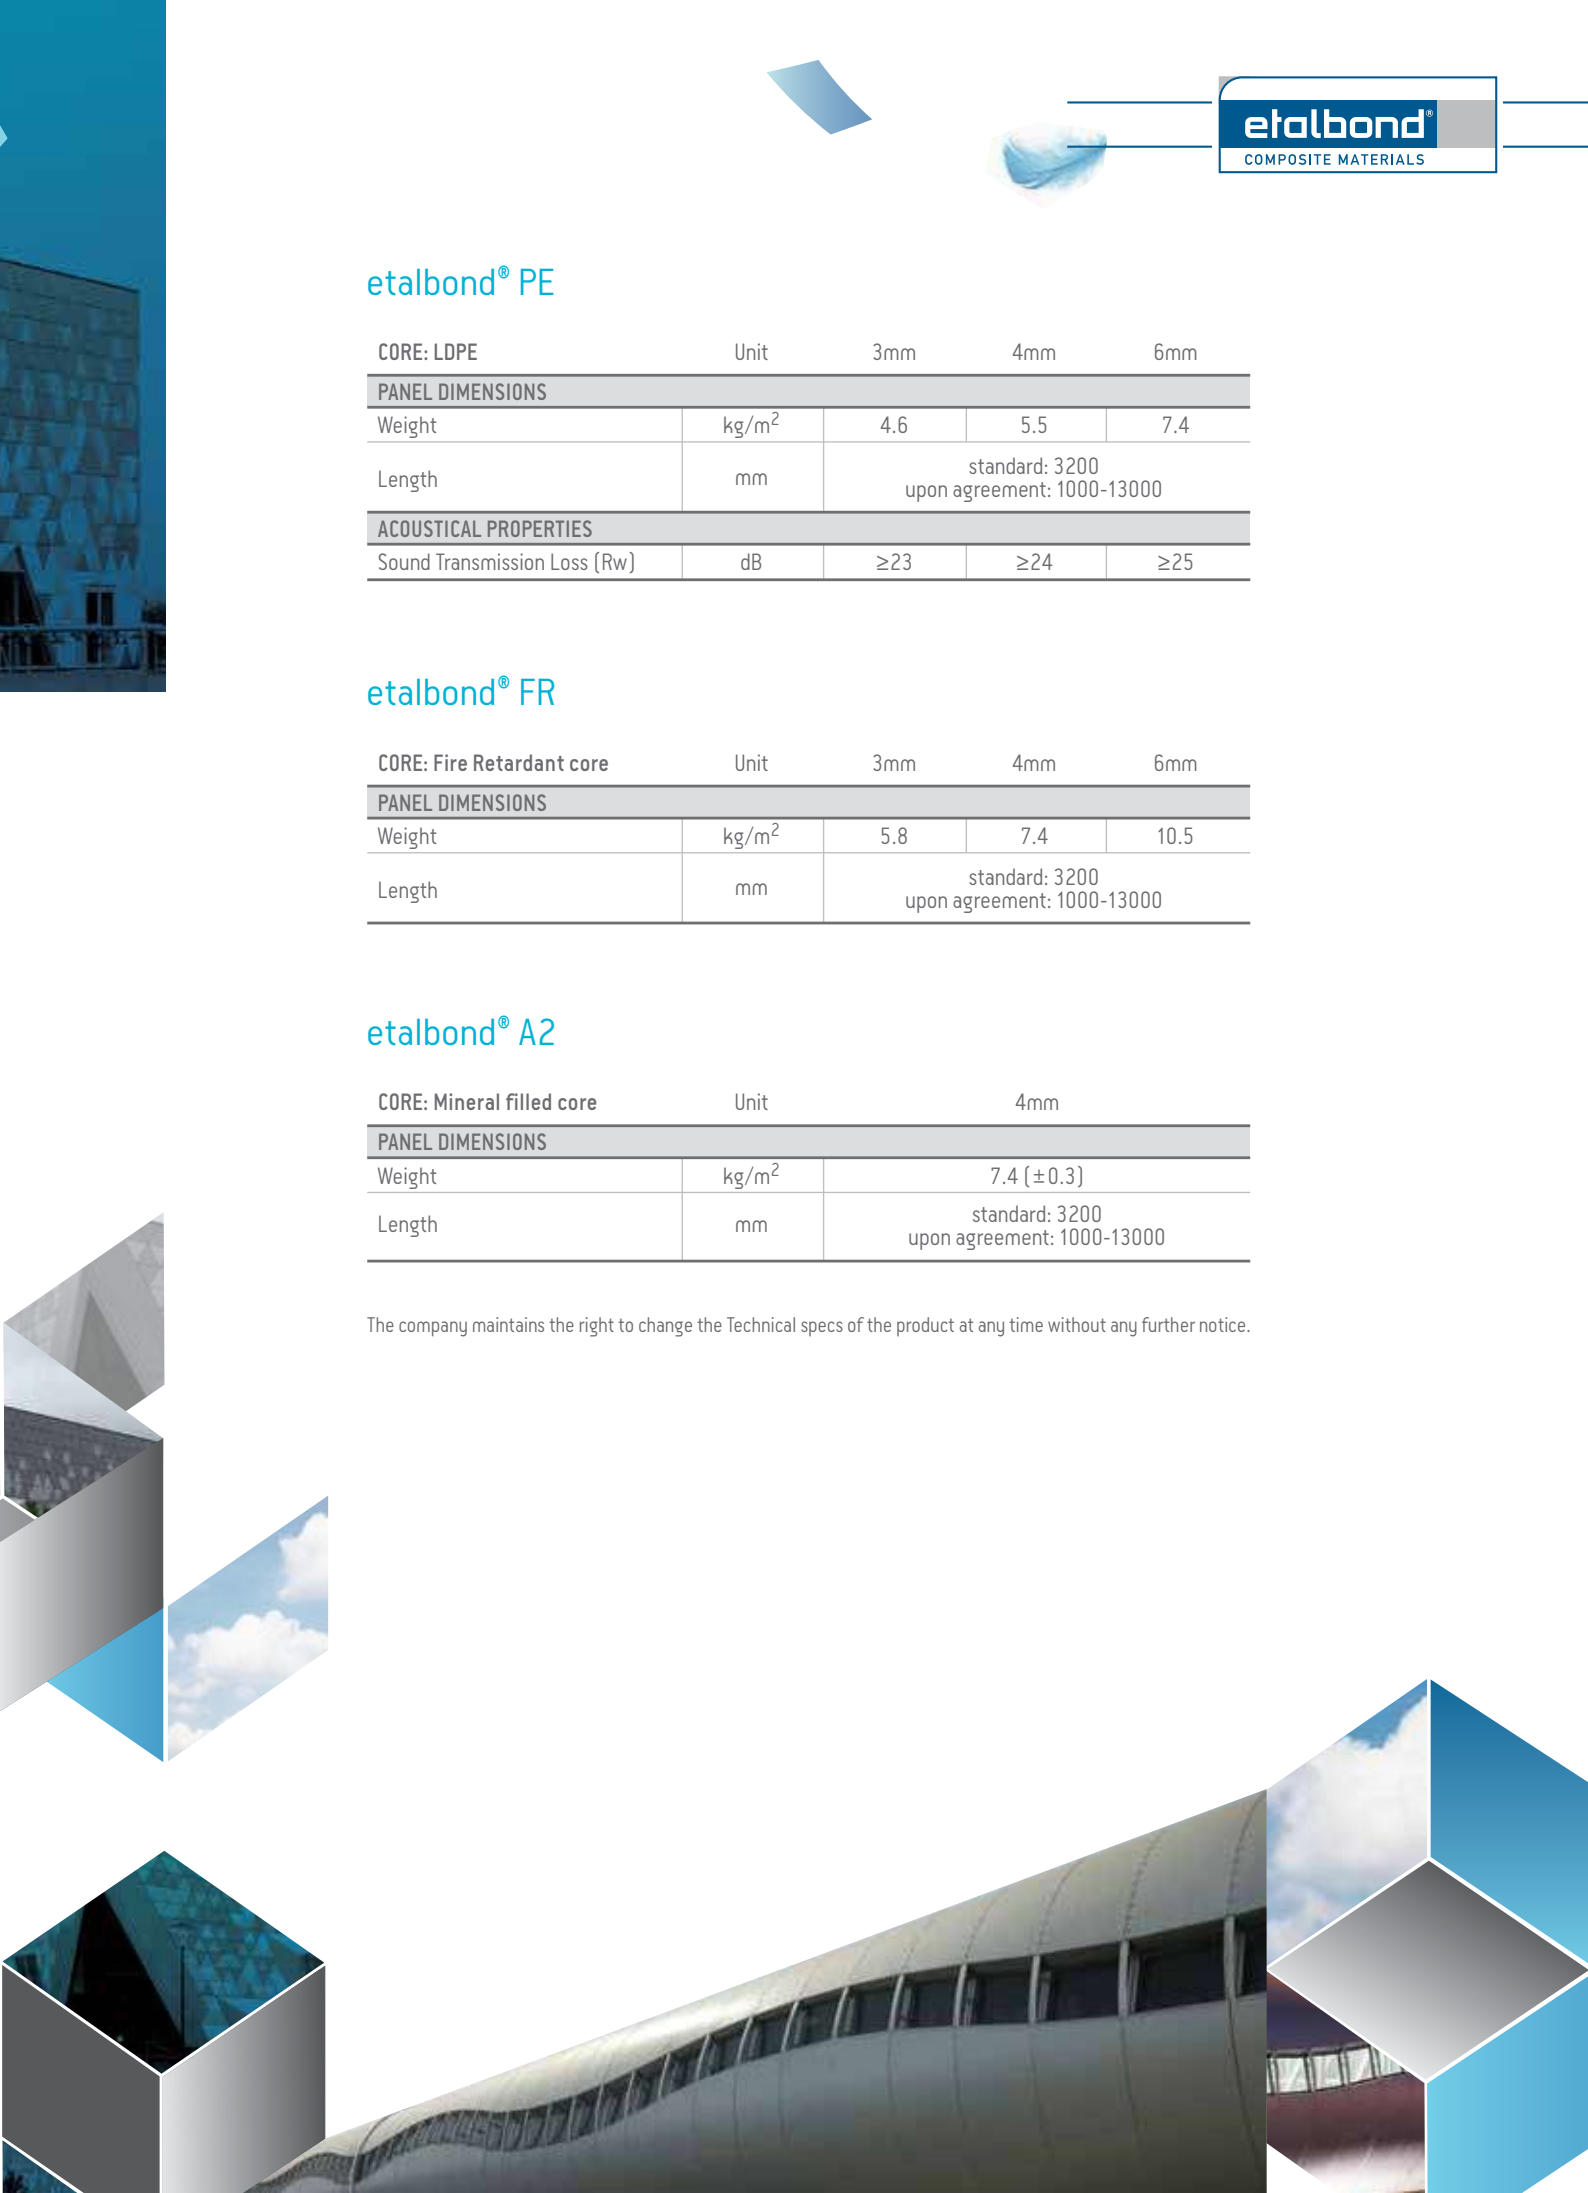 etalbond®
COMPOSITE MATERIALS
etalbond® PE
CORE: LDPE Unit 3mm 4mm 6mm
PANEL DIMENSIONS
Weight kg/m² 4.6 5.5 7.4
Length mm standard: 3200
upon agreement: 1000-13000
ACOUSTICAL PROPERTIES
Sound Transmission Loss (Rw) dB ≥23 ≥24 ≥25
etalbond® FR
CORE: Fire Retardant core Unit 3mm 4mm 6mm
PANEL DIMENSIONS
Weight kg/m² 5.8 7.4 10.5
Length mm standard: 3200
upon agreement: 1000-13000
etalbond® A2
CORE: Mineral filled core Unit 4mm
PANEL DIMENSIONS
Weight kg/m² 7.4 (±0.3)
Length mm standard: 3200
upon agreement: 1000-13000
The company maintains the right to change the Technical specs of the product at any time without any further notice.